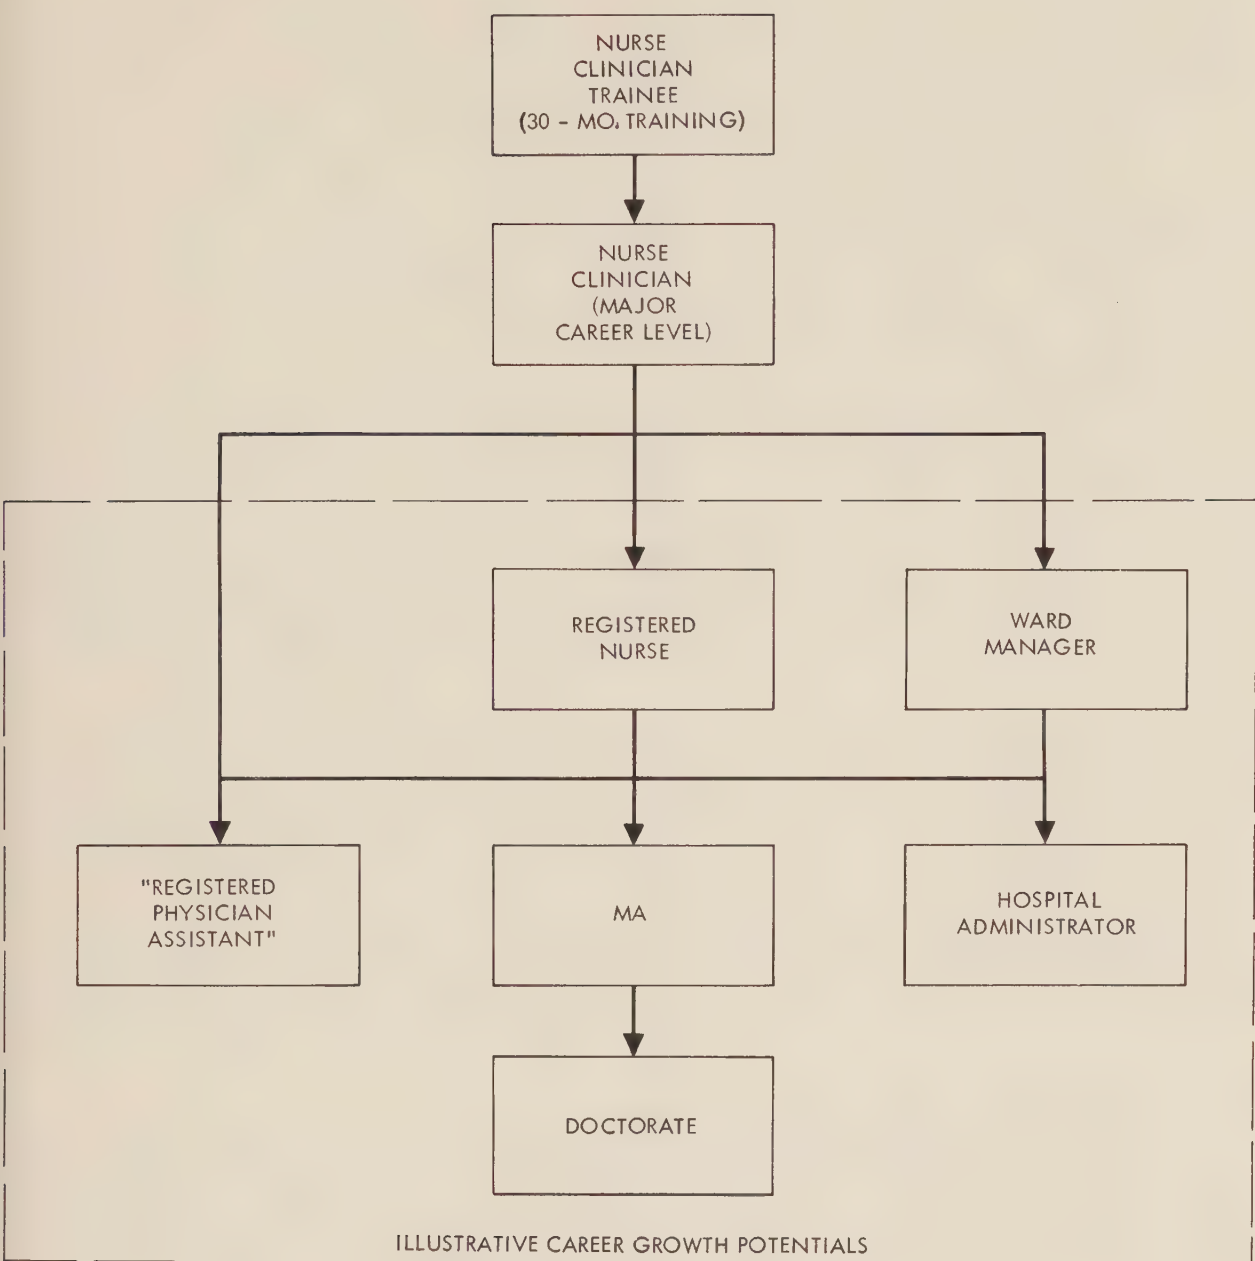 NURSE
CLINICIAN
TRAINEE
(30 - MO. TRAINING)
NURSE
CLINICIAN
(MAJOR
CAREER LEVEL)
REGISTERED
NURSE
WARD
MANAGER
"REGISTERED
PHYSICIAN
ASSISTANT"
MA
HOSPITAL
ADMINISTRATOR
DOCTORATE
ILLUSTRATIVE CAREER GROWTH POTENTIALS